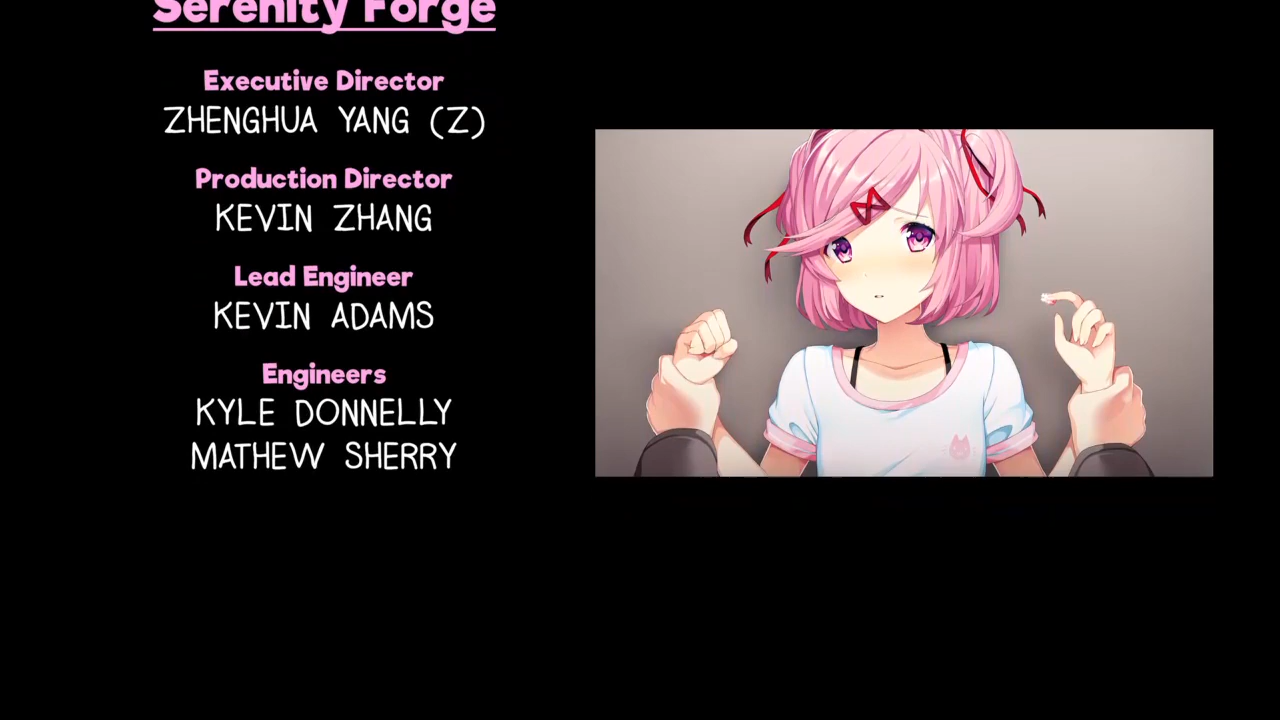 Serenity Forge
Executive Director
ZHENGHUA YANG (Z)
Production Director
KEVIN ZHANG
Lead Engineer
KEVIN ADAMS
Engineers
KYLE DONNELLY
MATHEW SHERRY